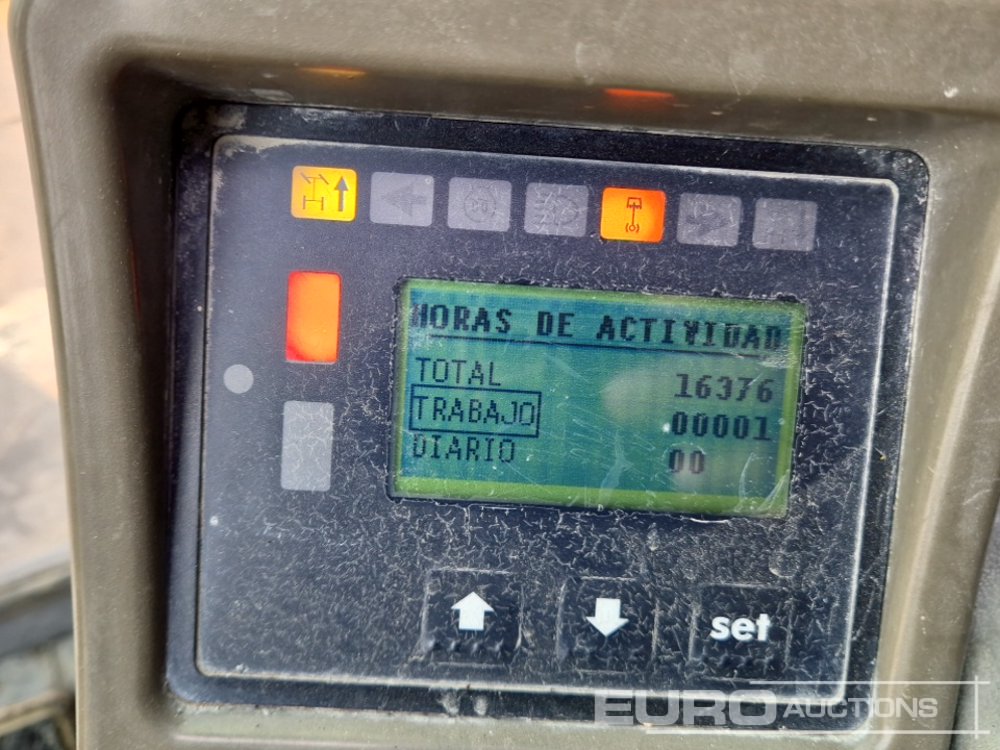 HORAS DE ACTIVIDAD
TOTAL 16376
TRABAJO 00001
DIARIO 00
set
EURO AUCTIONS